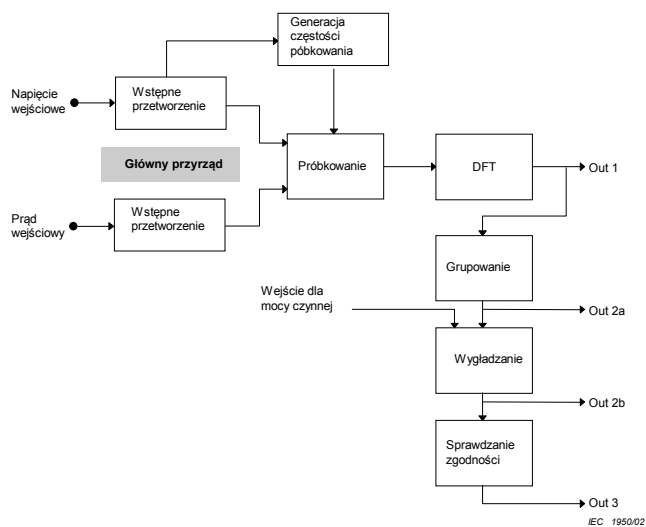 Generacja
częstości
póbkowania
Napięcie
wejściowe
Wstępne
przetworzenie
Główny przyrząd
Próbkowanie
DFT
Out 1
Prąd
wejściowy
Wstępne
przetworzenie
Grupowanie
Wejście dla
mocy czynnej
Out 2a
Wygładzanie
Out 2b
Sprawdzanie
zgodności
Out 3
IEC 1950/02